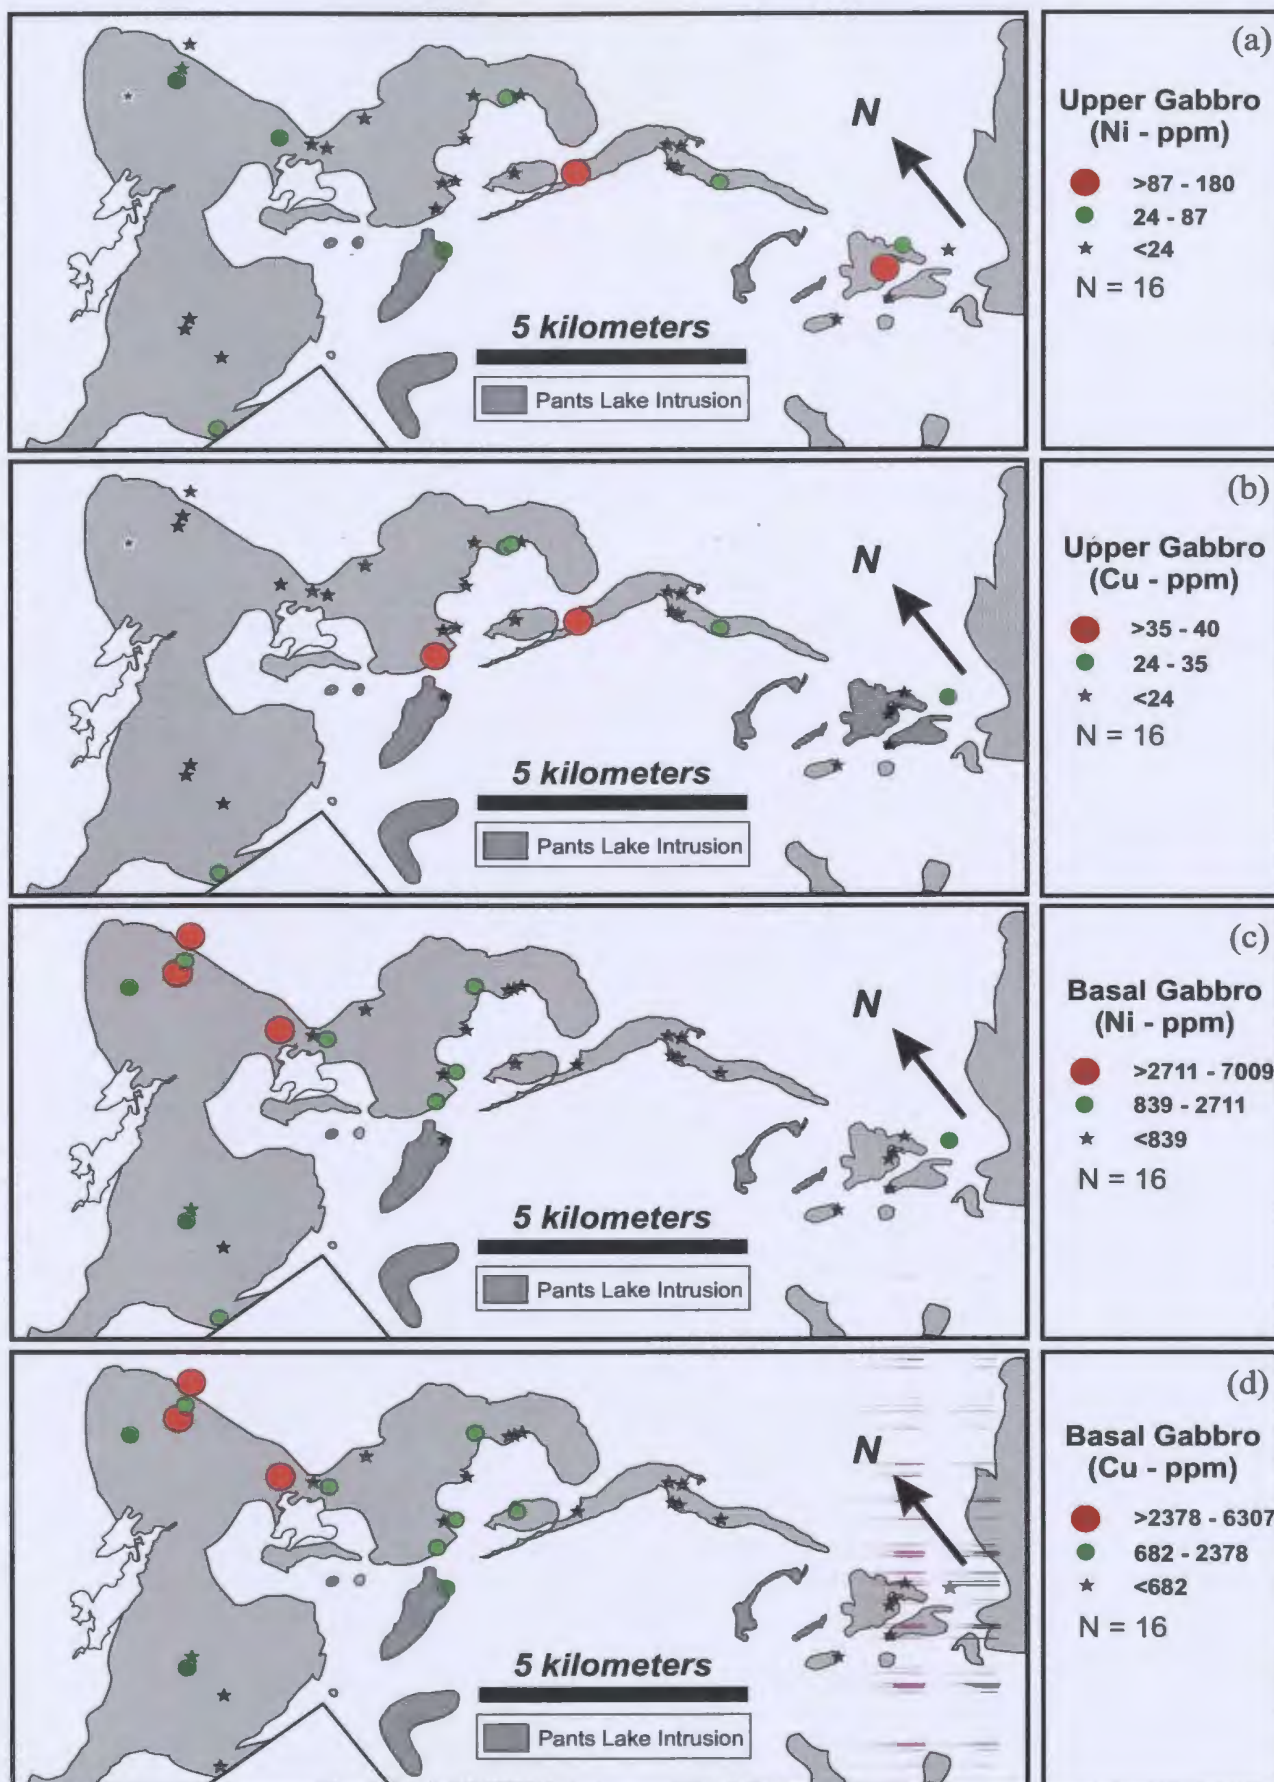 (a)
Upper Gabbro
(Ni - ppm)
>87 - 180
24 - 87
<24
N = 16
N
5 kilometers
Pants Lake Intrusion
(b)
Upper Gabbro
(Cu - ppm)
>35 - 40
24 - 35
<24
N = 16
N
5 kilometers
Pants Lake Intrusion
(c)
Basal Gabbro
(Ni - ppm)
>2711 - 7009
839 - 2711
<839
N = 16
N
5 kilometers
Pants Lake Intrusion
(d)
Basal Gabbro
(Cu - ppm)
>2378 - 6307
682 - 2378
<682
N = 16
N
5 kilometers
Pants Lake Intrusion